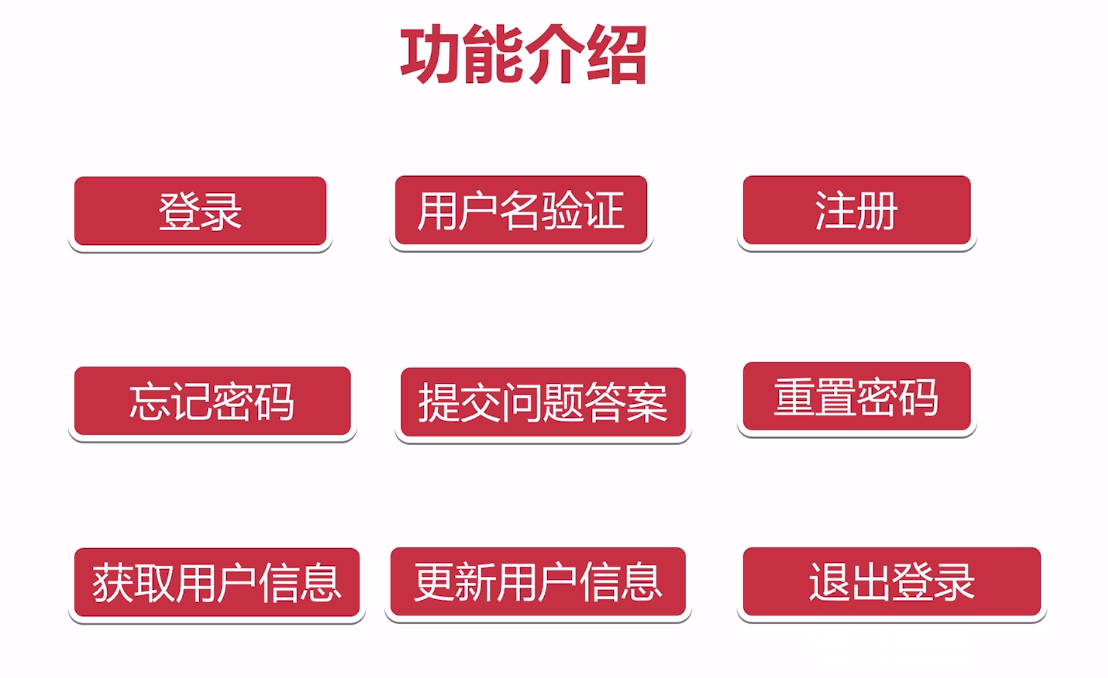 功能介绍
登录
用户名验证
注册
忘记密码
提交问题答案
重置密码
获取用户信息
更新用户信息
退出登录